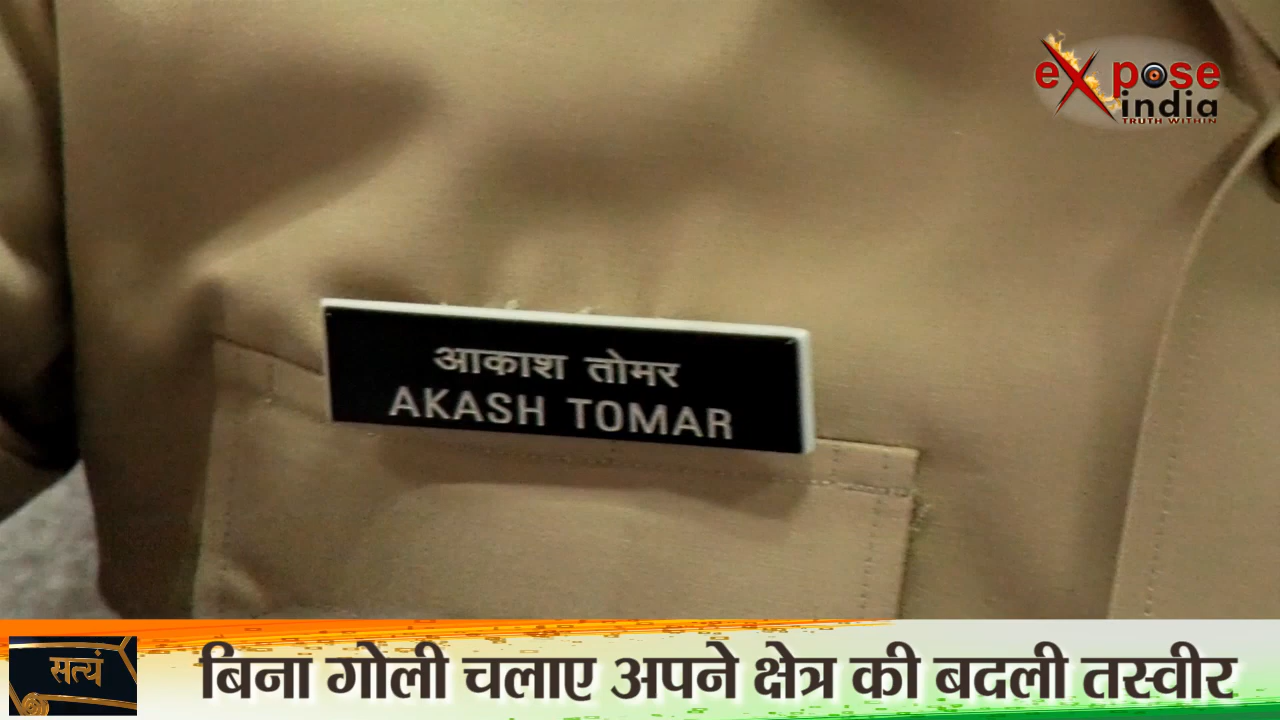 eXpose
india
TRUTH WITHIN
आकाश तोमर
AKASH TOMAR
सत्यं
बिना गोली चलाए अपने क्षेत्र की बदली तस्वीर